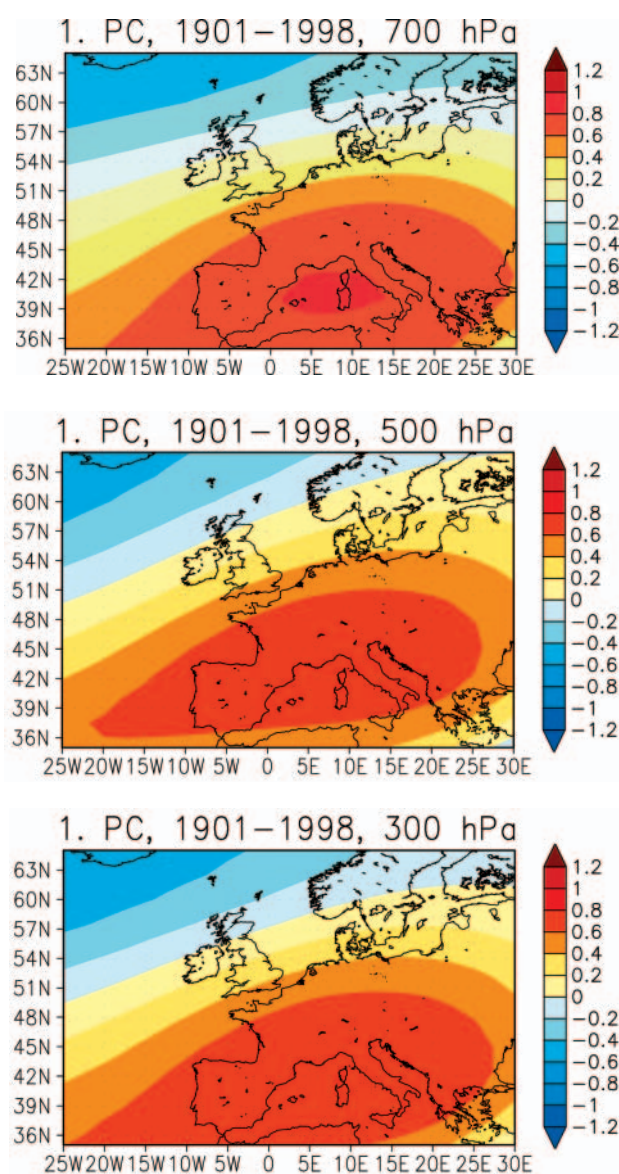 1. PC, 1901−1998, 700 hPa
63N
60N
57N
54N
51N
48N
45N
42N
39N
36N
25W 20W 15W 10W 5W 0 5E 10E 15E 20E 25E 30E
1.2
1
0.8
0.6
0.4
0.2
0
−0.2
−0.4
−0.6
−0.8
−1
−1.2
1. PC, 1901−1998, 500 hPa
63N
60N
57N
54N
51N
48N
45N
42N
39N
36N
25W 20W 15W 10W 5W 0 5E 10E 15E 20E 25E 30E
1.2
1
0.8
0.6
0.4
0.2
0
−0.2
−0.4
−0.6
−0.8
−1
−1.2
1. PC, 1901−1998, 300 hPa
63N
60N
57N
54N
51N
48N
45N
42N
39N
36N
25W 20W 15W 10W 5W 0 5E 10E 15E 20E 25E 30E
1.2
1
0.8
0.6
0.4
0.2
0
−0.2
−0.4
−0.6
−0.8
−1
−1.2